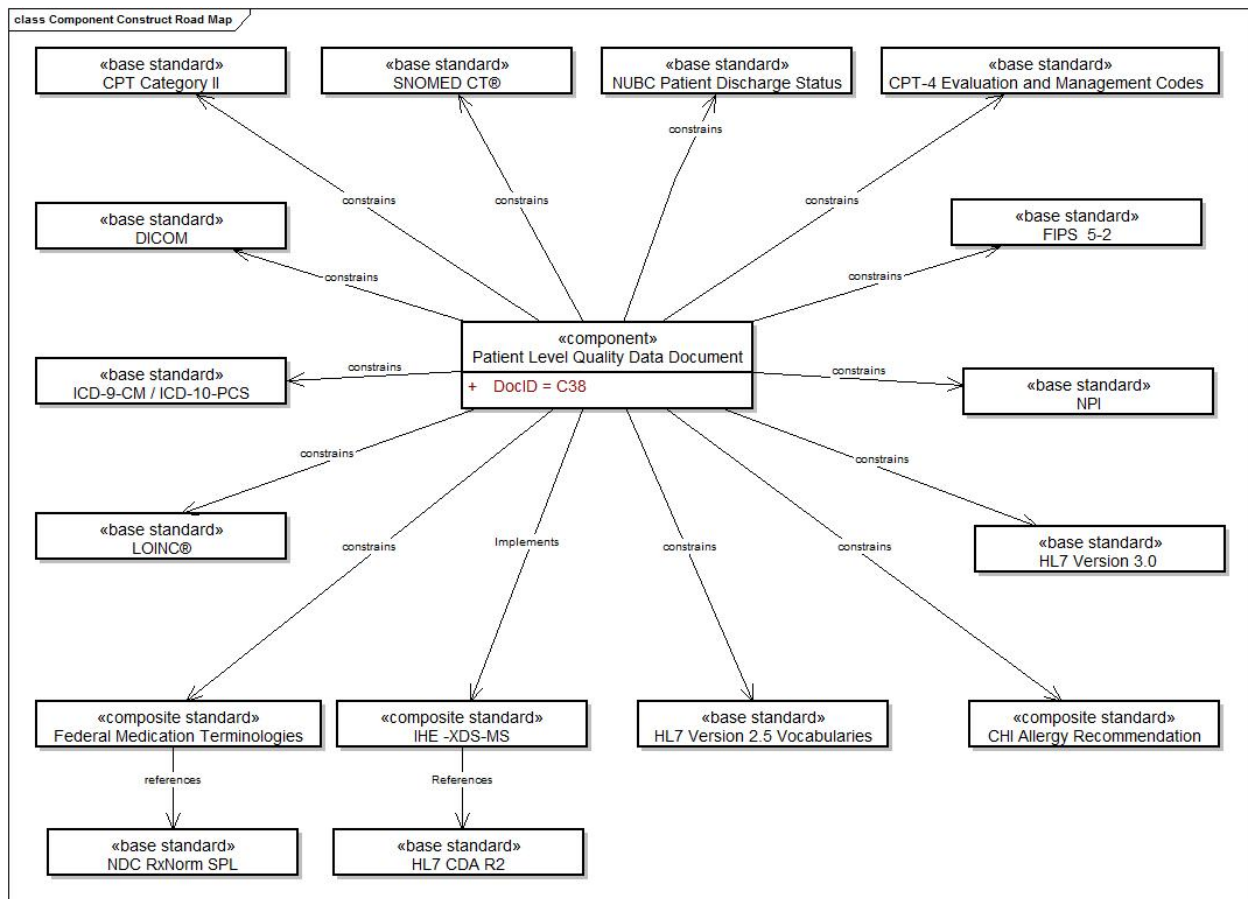 class Component Construct Road Map
«base standard»
CPT Category II
«base standard»
SNOMED CT®
«base standard»
NUBC Patient Discharge Status
«base standard»
CPT-4 Evaluation and Management Codes
constrains
constrains
constrains
constrains
«base standard»
DICOM
constrains
«base standard»
FIPS  5-2
constrains
«component»
Patient Level Quality Data Document
+ DocID = C38
«base standard»
ICD-9-CM / ICD-10-PCS
constrains
«base standard»
NPI
constrains
«base standard»
LOINC®
constrains
«base standard»
HL7 Version 3.0
constrains
constrains
Implements
constrains
constrains
«composite standard»
Federal Medication Terminologies
«composite standard»
IHE -XDS-MS
«base standard»
HL7 Version 2.5 Vocabularies
«composite standard»
CHI Allergy Recommendation
references
References
«base standard»
NDC RxNorm SPL
«base standard»
HL7 CDA R2